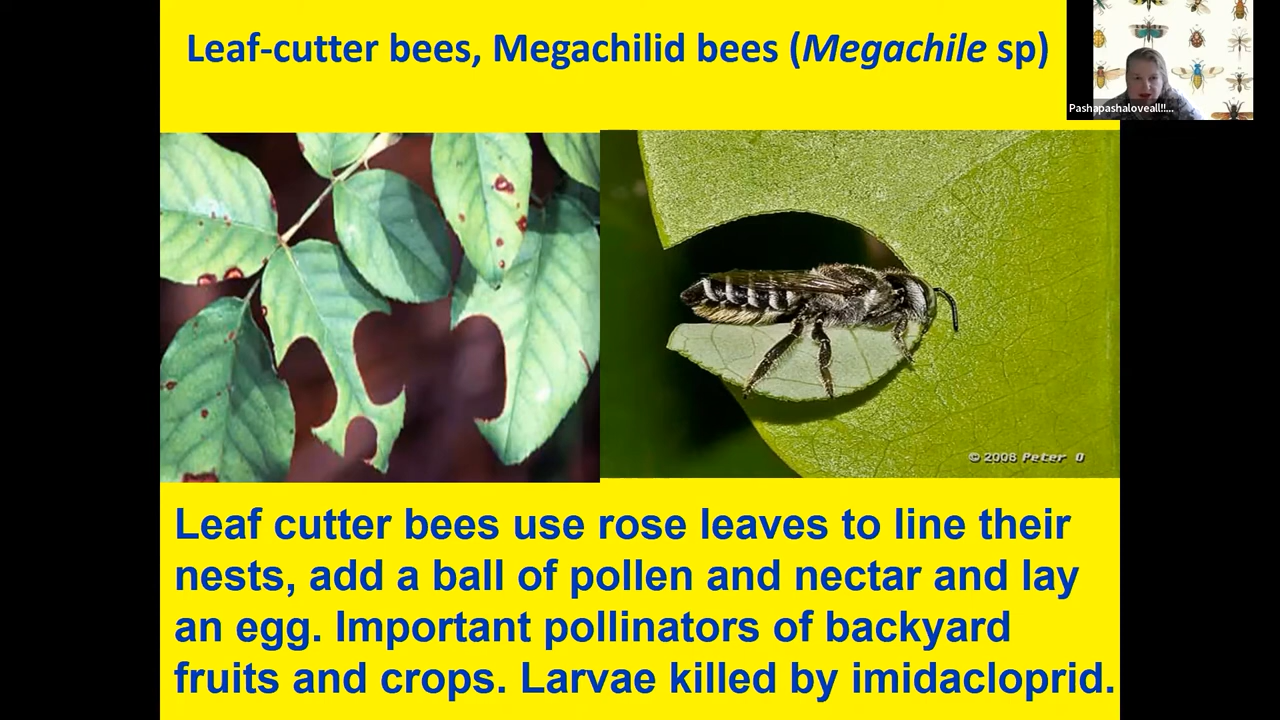 Leaf-cutter bees, Megachilid bees (Megachile sp)
Pashapashaloveall!!...
© 2008 Peter O
Leaf cutter bees use rose leaves to line their
nests, add a ball of pollen and nectar and lay
an egg. Important pollinators of backyard
fruits and crops. Larvae killed by imidacloprid.